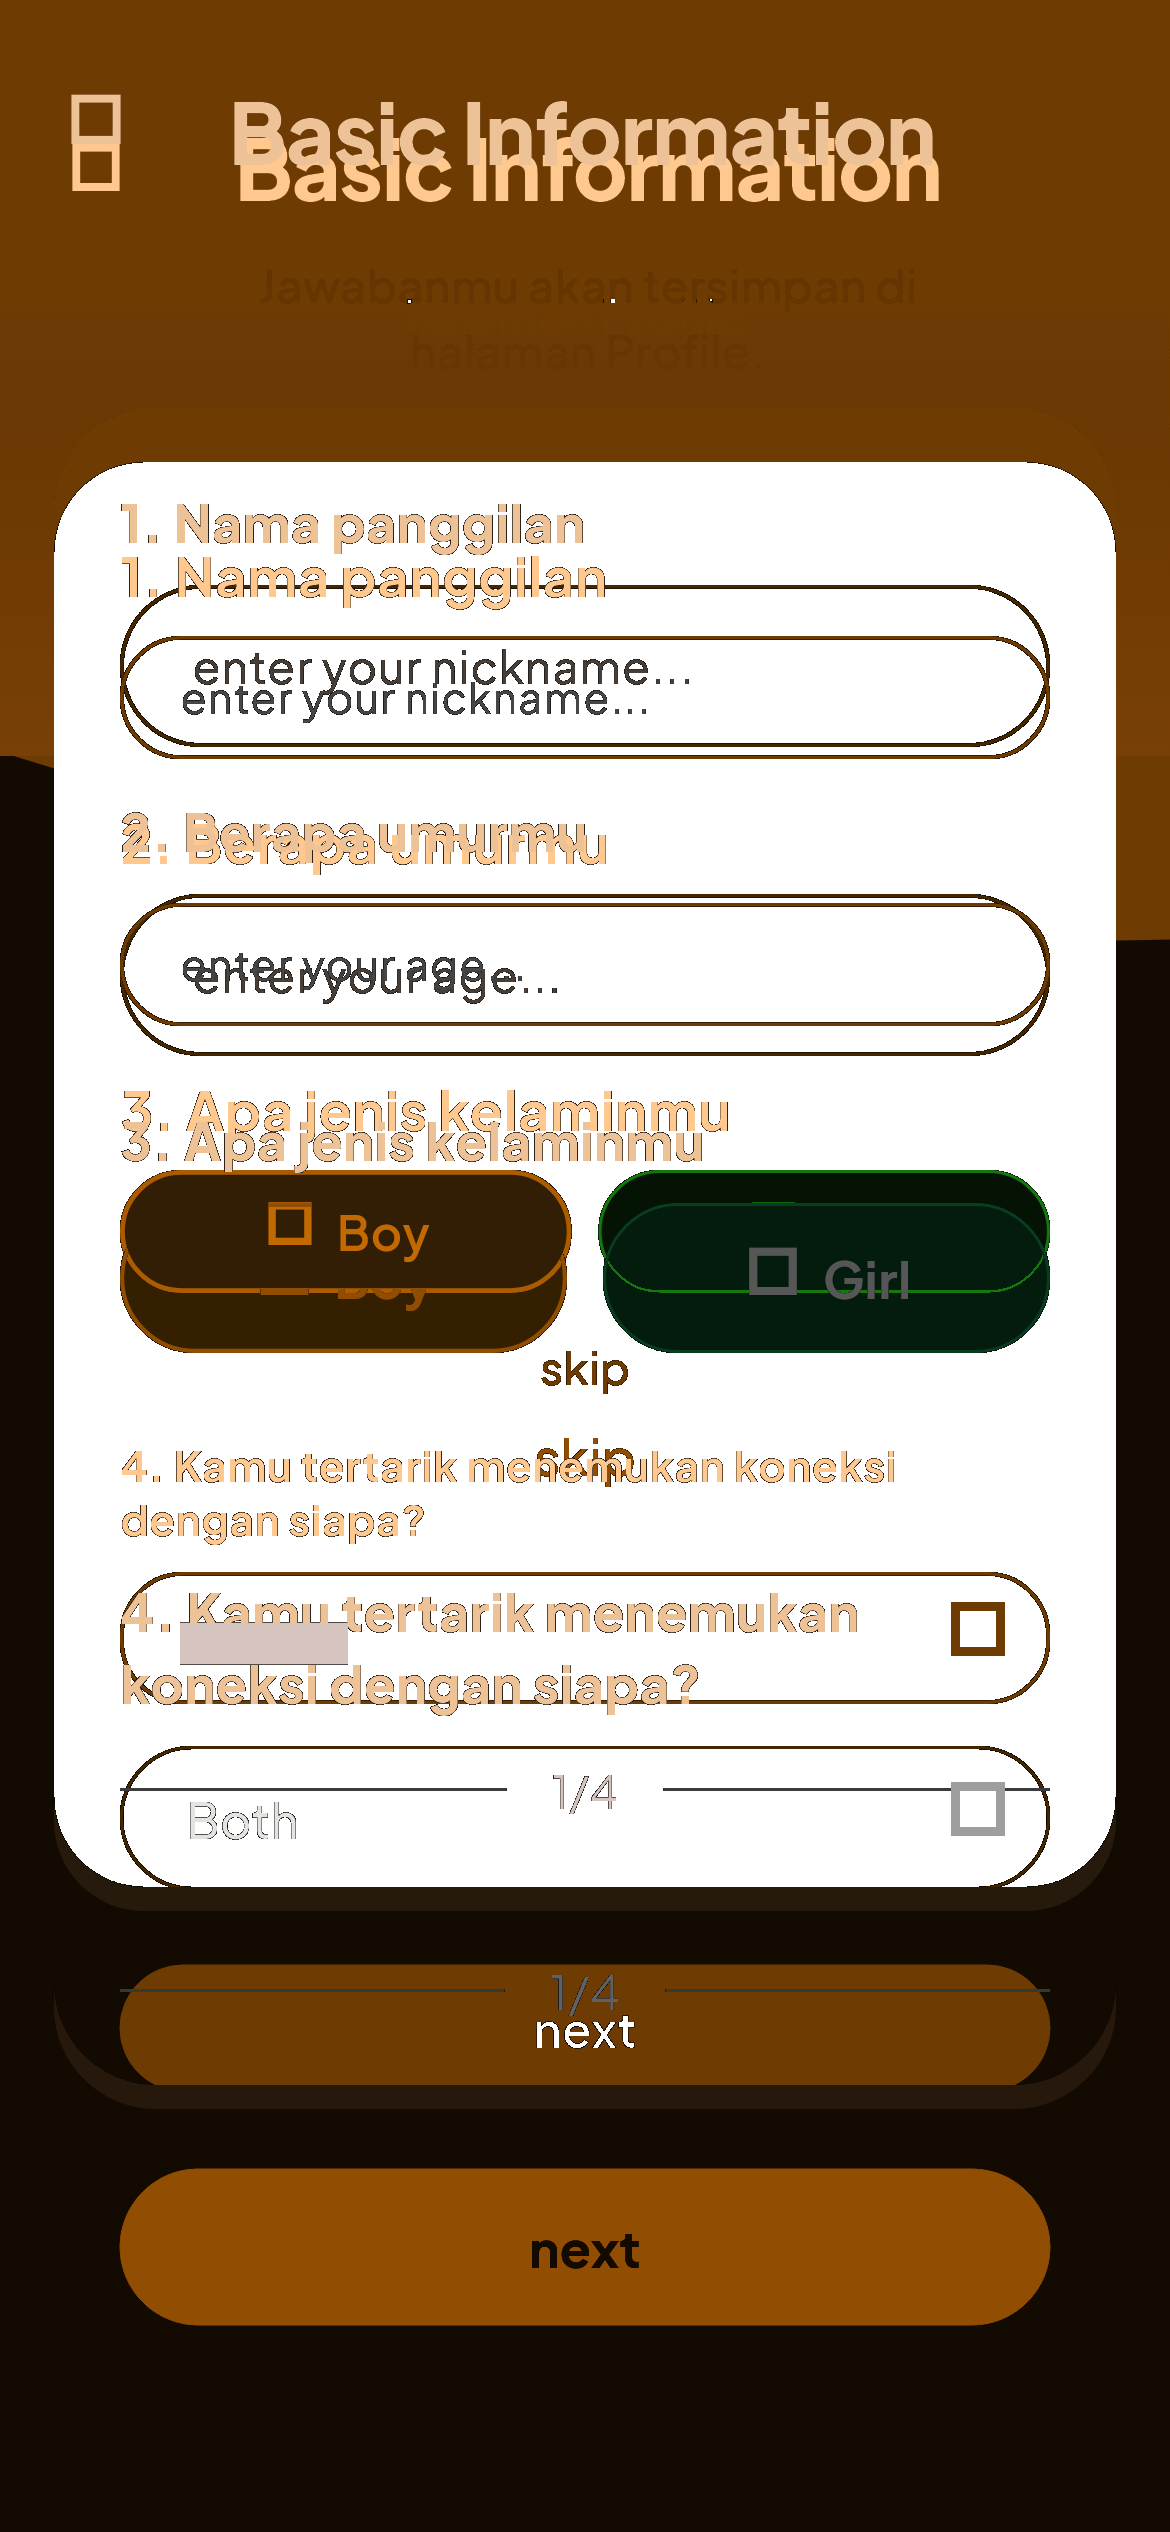 Basic Information
Basic Information
Jawabanmu akan tersimpan di
halaman Profile.
1. Nama panggilan
1. Nama panggilan
enter your nickname...
enter your nickname...
2. Berapa umurmu
2. Berapa umurmu
enter your age...
enter your age...
3. Apa jenis kelaminmu
3. Apa jenis kelaminmu
Boy
Girl
Boy
skip
skip
4. Kamu tertarik menemukan koneksi
dengan siapa?
4. Kamu tertarik menemukan
koneksi dengan siapa?
1/4
Both
1/4
next
next